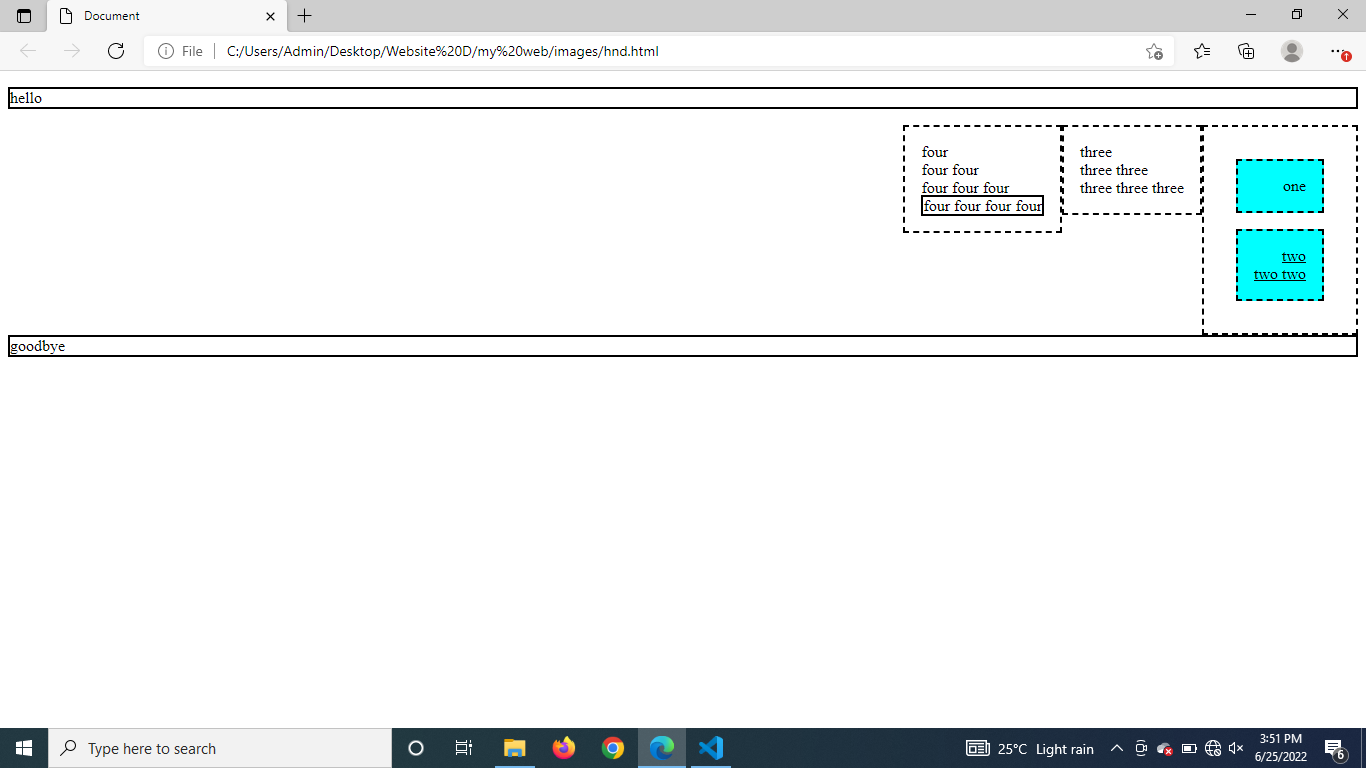 Document
File
C:/Users/Admin/Desktop/Website%20D/my%20web/images/hnd.html
hello
four
four four
four four four
four four four four
three
three three
three three three
one
two
two two
goodbye
Type here to search
25°C Light rain
3:51 PM
6/25/2022
6